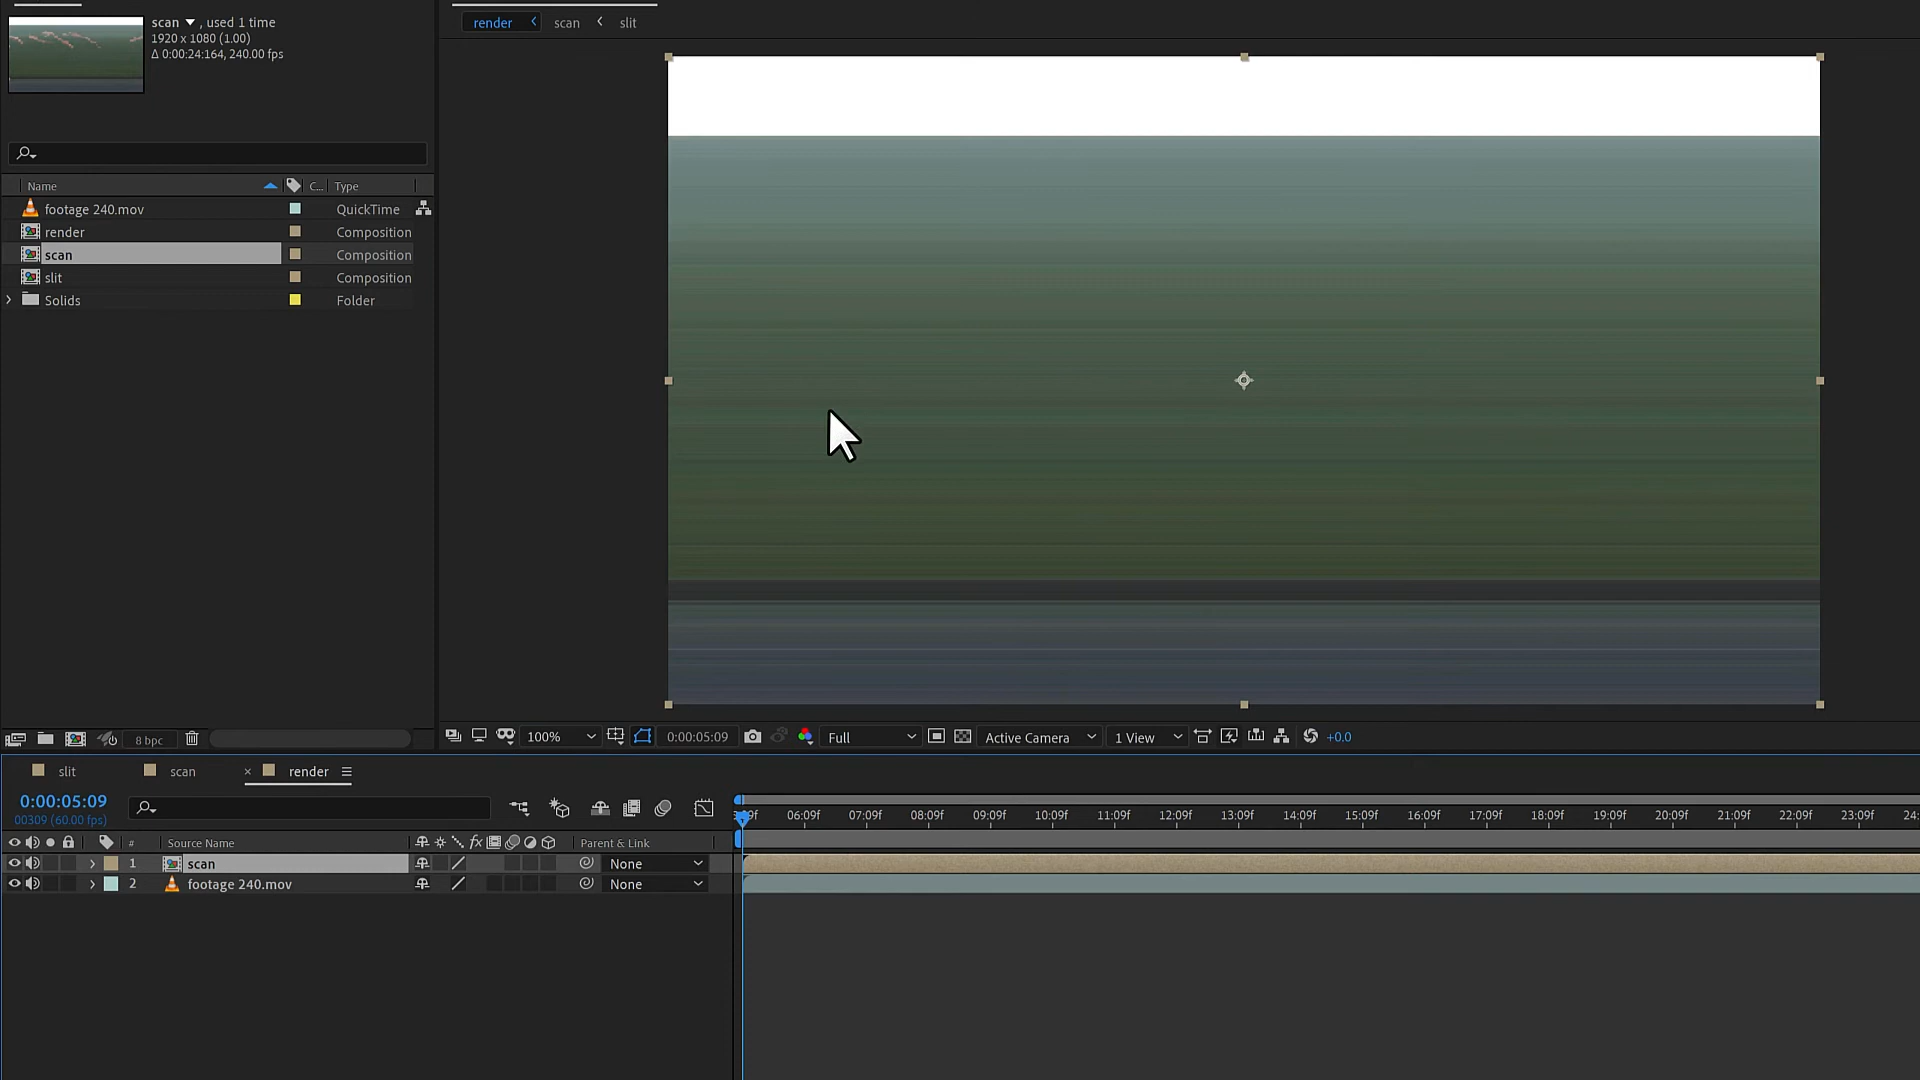 scan ▼ , used 1 time
1920 x 1080 (1.00)
Δ 0:00:24:164, 240.00 fps
render scan slit
Name C... Type
footage 240.mov QuickTime
render Composition
scan Composition
slit Composition
Solids Folder
8 bpc
100% 0:00:05:09 Full Active Camera 1 View +0.0
slit scan × render
0:00:05:09
00309 (60.00 fps)
06:09f 07:09f 08:09f 09:09f 10:09f 11:09f 12:09f 13:09f 14:09f 15:09f 16:09f 17:09f 18:09f 19:09f 20:09f 21:09f 22:09f 23:09f 24:
# Source Name fx Parent & Link
1 scan None
2 footage 240.mov None